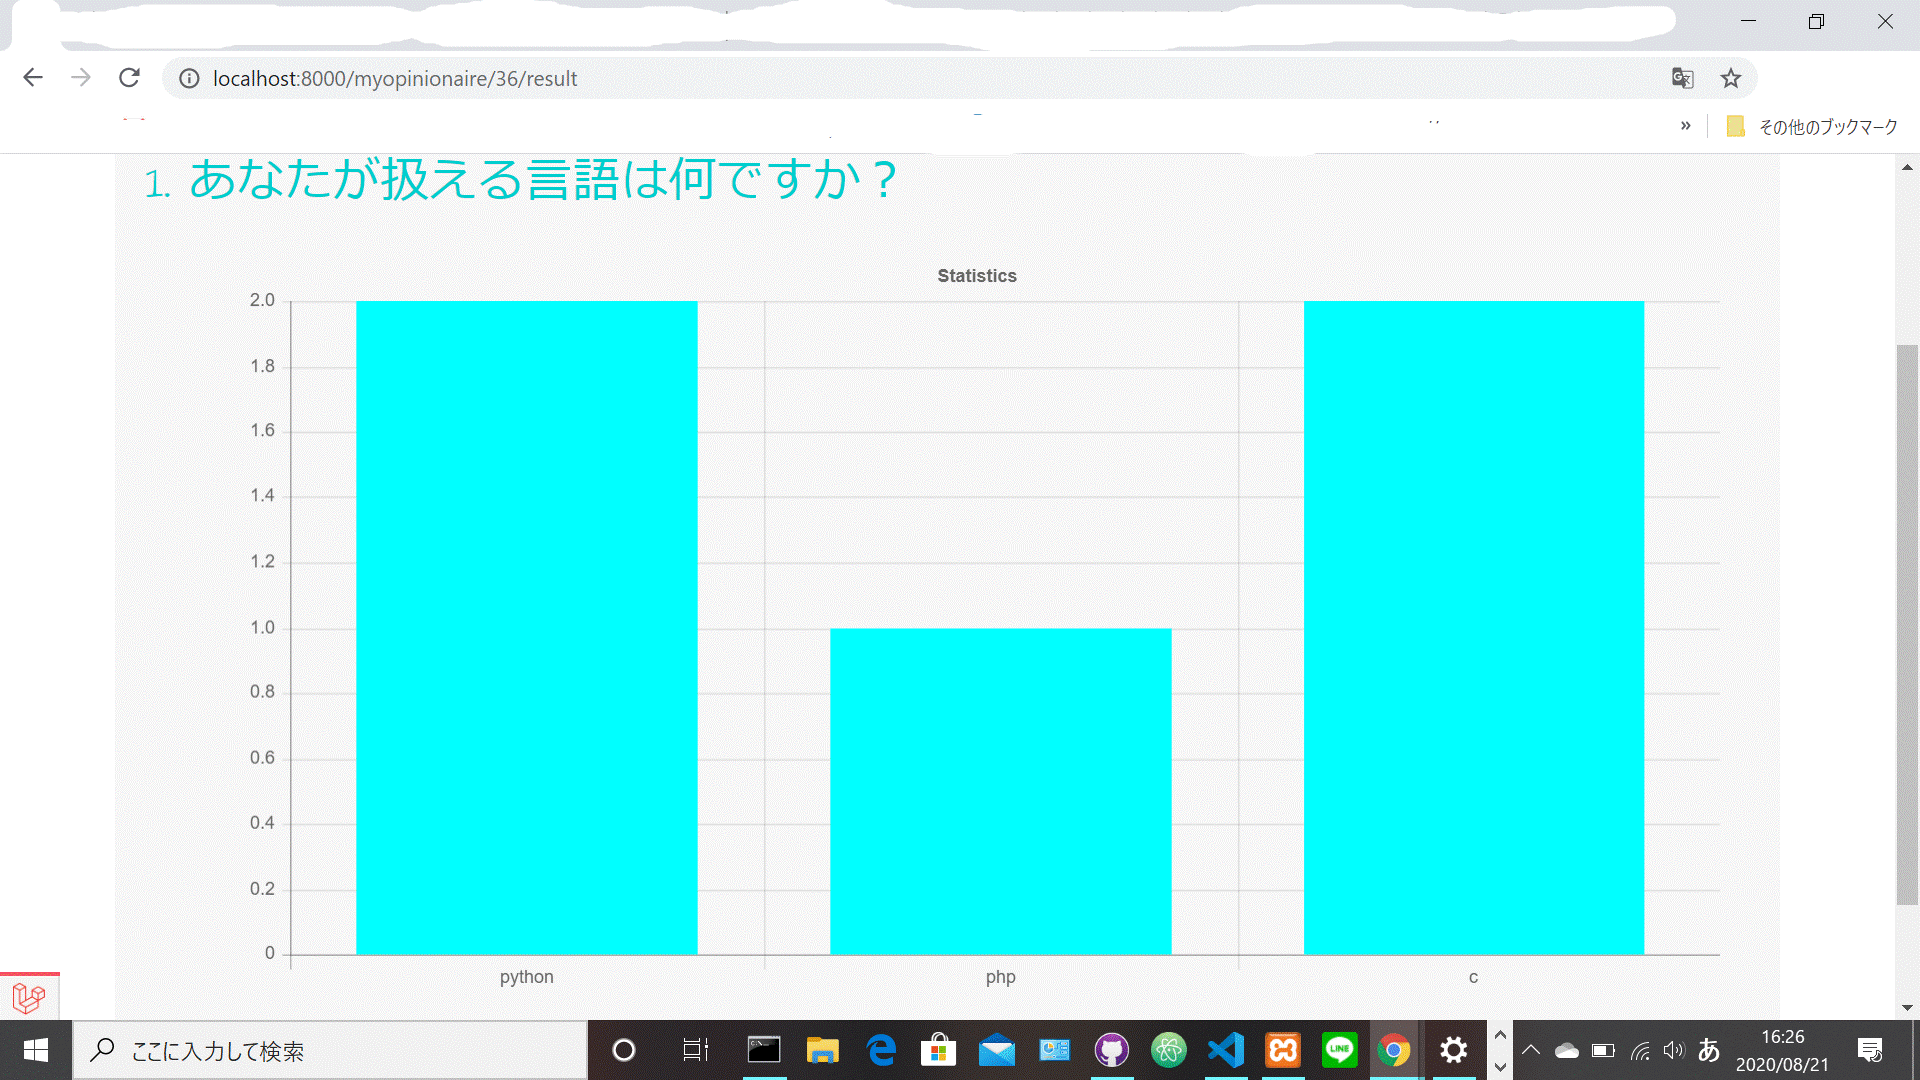 localhost:8000/myopinionaire/36/result
»
その他のブックマーク
1. あなたが扱える言語は何ですか？
Statistics
2.0
1.8
1.6
1.4
1.2
1.0
0.8
0.6
0.4
0.2
0
python
php
c
ここに入力して検索
LINE
あ
16:26
2020/08/21